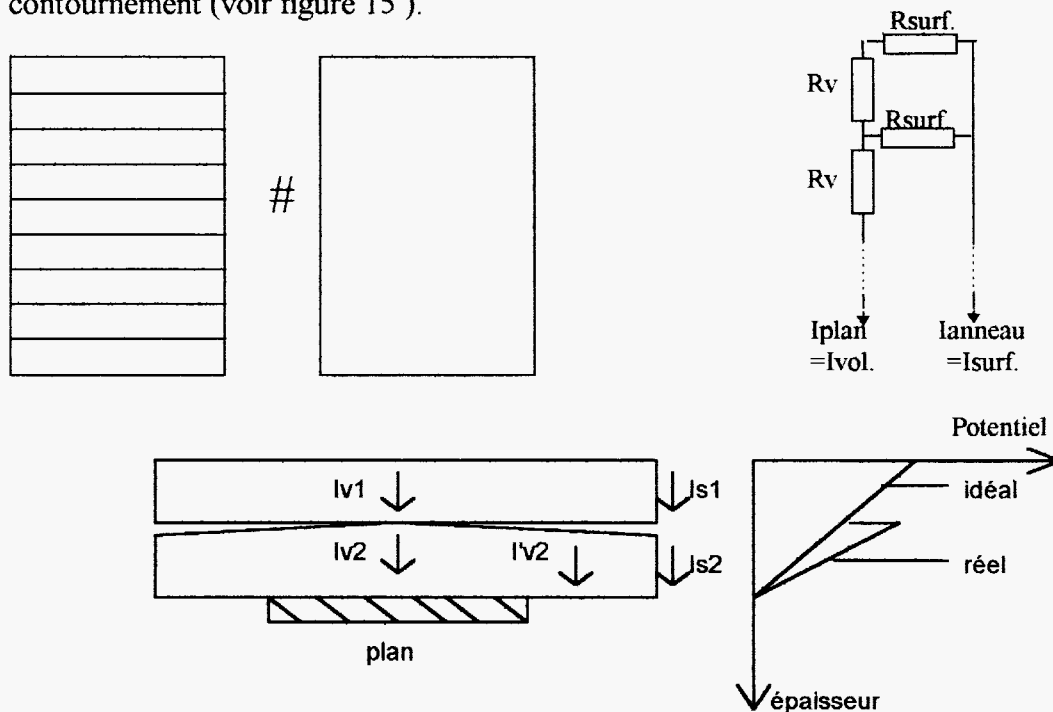 contournement (voir figure 15 ).
Rsurf.
Rv
Rsurf.
#
Rv
Iplan
=Ivol.
Ianneau
=Isurf.
Potentiel
Iv1
Is1
idéal
Iv2
I'v2
Is2
réel
plan
épaisseur